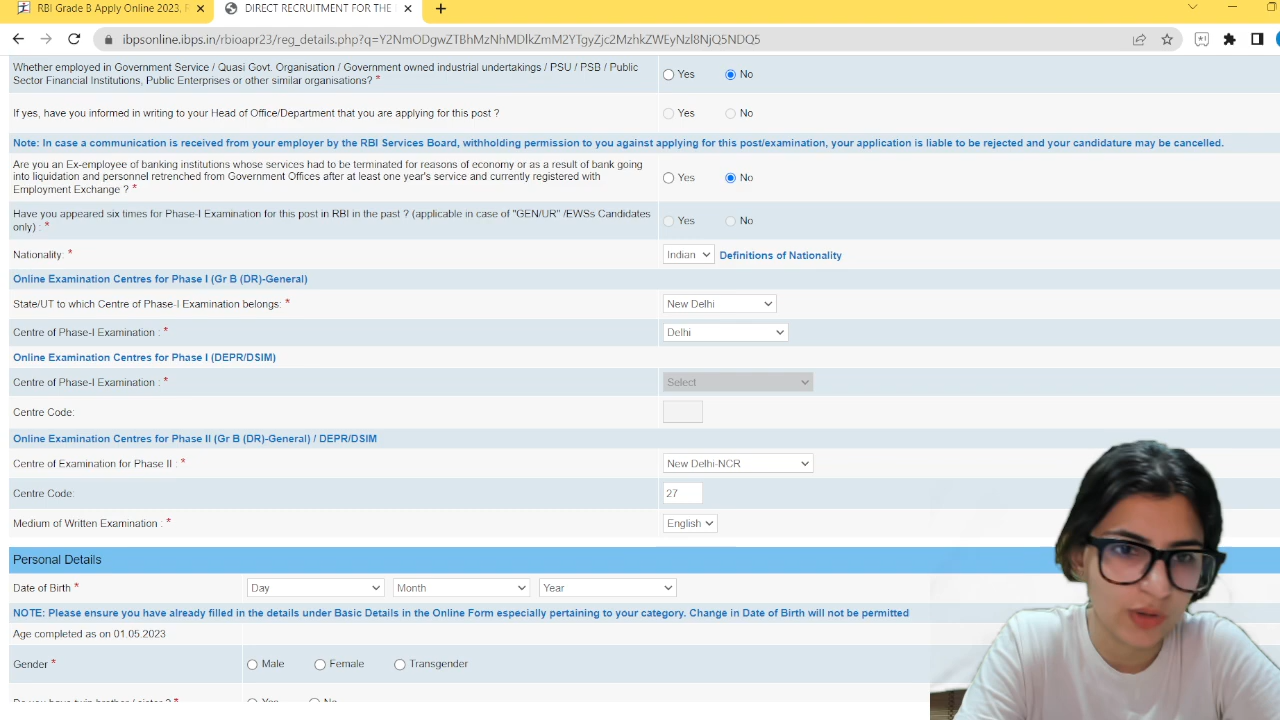 RBI Grade B Apply Online 2023, R
DIRECT RECRUITMENT FOR THE
ibpsonline.ibps.in/rbioapr23/reg_details.php?q=Y2NmODgwZTBhMzNhMDlkZmM2YTgyZjc2MzhkZWEyNzI8NjQ5NDQ5
Whether employed in Government Service / Quasi Govt. Organisation / Government owned industrial undertakings / PSU / PSB / Public
Sector Financial Institutions, Public Enterprises or other similar organisations? *
Yes No
If yes, have you informed in writing to your Head of Office/Department that you are applying for this post ?
Yes No
Note: In case a communication is received from your employer by the RBI Services Board, withholding permission to you against applying for this post/examination, your application is liable to be rejected and your candidature may be cancelled.
Are you an Ex-employee of banking institutions whose services had to be terminated for reasons of economy or as a result of bank going
into liquidation and personnel retrenched from Government Offices after at least one year's service and currently registered with
Employment Exchange ? *
Yes No
Have you appeared six times for Phase-I Examination for this post in RBI in the past ? (applicable in case of "GEN/UR" /EWSs Candidates
only) : *
Yes No
Nationality: *
Indian Definitions of Nationality
Online Examination Centres for Phase I (Gr B (DR)-General)
State/UT to which Centre of Phase-I Examination belongs: *
New Delhi
Centre of Phase-I Examination : *
Delhi
Online Examination Centres for Phase I (DEPR/DSIM)
Centre of Phase-I Examination : *
Select
Centre Code:
Online Examination Centres for Phase II (Gr B (DR)-General) / DEPR/DSIM
Centre of Examination for Phase II : *
New Delhi-NCR
Centre Code:
27
Medium of Written Examination : *
English
Personal Details
Date of Birth *
Day Month Year
NOTE: Please ensure you have already filled in the details under Basic Details in the Online Form especially pertaining to your category. Change in Date of Birth will not be permitted
Age completed as on 01.05.2023
Gender *
Male Female Transgender
Do you have twin brother / sister ? *
Yes No